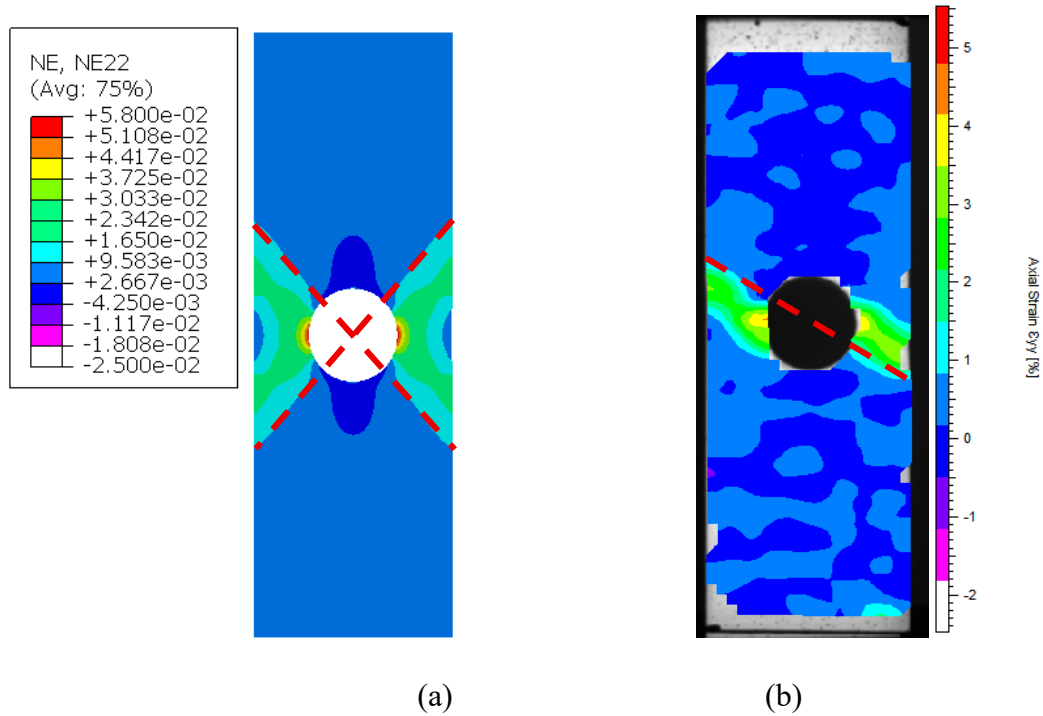 NE, NE22
(Avg: 75%)
+5.800e-02
+5.108e-02
+4.417e-02
+3.725e-02
+3.033e-02
+2.342e-02
+1.650e-02
+9.583e-03
+2.667e-03
-4.250e-03
-1.117e-02
-1.808e-02
-2.500e-02
5
4
3
2
1
0
-1
-2
Axial Strain εyy [%]
(a)
(b)